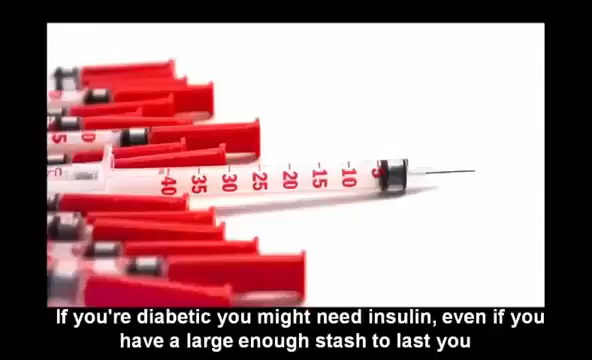 -40 -35 -30 -25 -20 -15 -10 5
If you're diabetic you might need insulin, even if you
have a large enough stash to last you